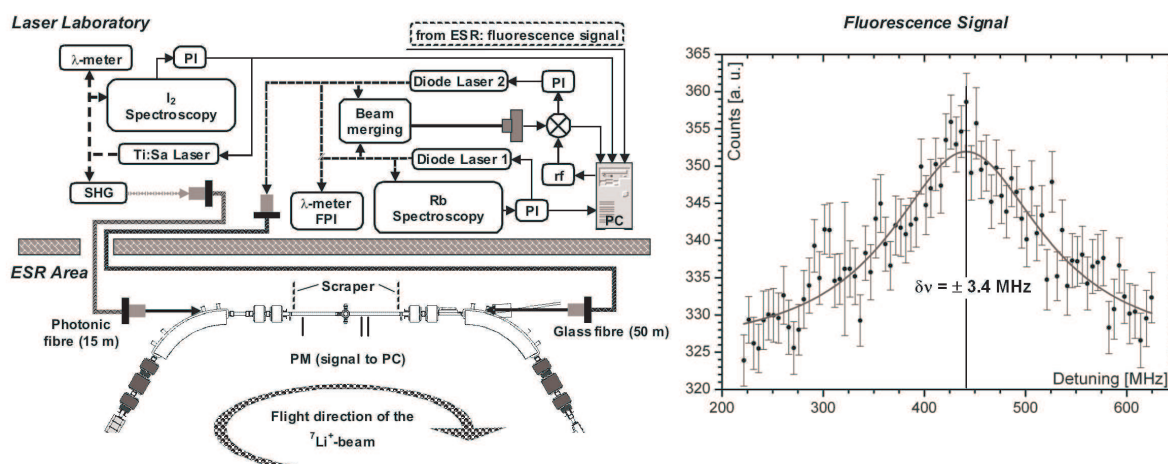 Laser Laboratory
λ-meter
PI
I2
Spectroscopy
Ti:Sa Laser
SHG
from ESR: fluorescence signal
Diode Laser 2
PI
Beam
merging
Diode Laser 1
rf
λ-meter
FPI
Rb
Spectroscopy
PI
PC
ESR Area
Scraper
Photonic
fibre (15 m)
Glass fibre (50 m)
PM (signal to PC)
Flight direction of the
7Li+-beam
Fluorescence Signal
Counts [a. u.]
365
360
355
350
345
340
335
330
325
320
δν = ± 3.4 MHz
Detuning [MHz]
200 300 400 500 600